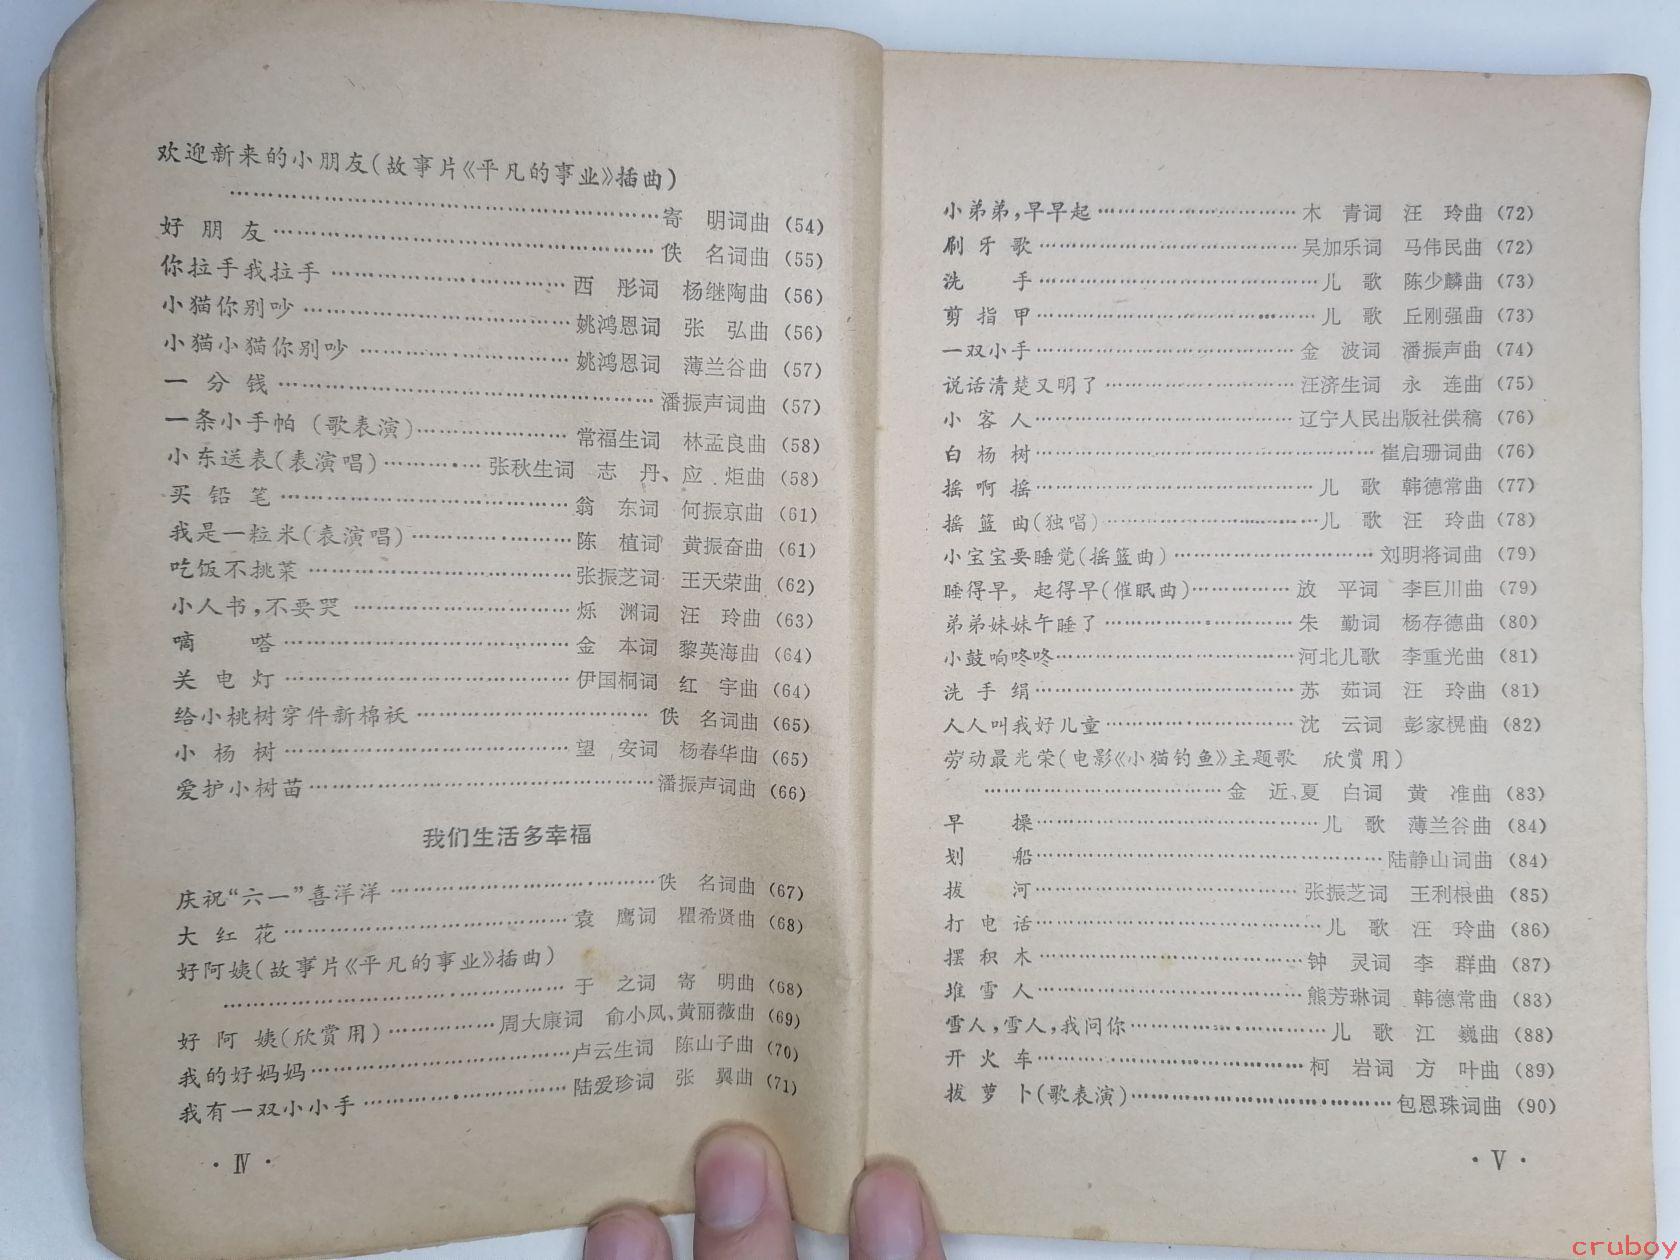 欢迎新来的小朋友(故事片《平凡的事业》插曲)
……………………………………………寄　明词曲 (54)
好 朋 友……………………………………………佚　名词曲 (55)
你拉手我拉手…………………………西　彤词　杨继陶曲 (56)
小猫你别吵……………………………姚鸿恩词　张　弘曲 (56)
小猫小猫你别吵………………………姚鸿恩词　薄兰谷曲 (57)
一 分 钱……………………………………………潘振声词曲 (57)
一条小手帕 (歌表演)…………………常福生词　林孟良曲 (58)
小东送表(表演唱)…………张秋生词　志　丹、应　炬曲 (58)
买 铅 笔………………………………翁　东词　何振京曲 (61)
我是一粒米(表演唱)…………………陈　植词　黄振奋曲 (61)
吃饭不挑菜……………………………张振芝词　王天荣曲 (62)
小人书,不要哭…………………………烁　渊词　汪　玲曲 (63)
嘀　　嗒………………………………金　本词　黎英海曲 (64)
关 电 灯………………………………伊国桐词　红　宇曲 (64)
给小桃树穿件新棉袄………………………………佚　名词曲 (65)
小 杨 树………………………………望　安词　杨春华曲 (65)
爱护小树苗…………………………………………潘振声词曲 (66)
我们生活多幸福
庆祝“六一”喜洋洋…………………………………佚　名词曲 (67)
大 红 花………………………………袁　鹰词　瞿希贤曲 (68)
好阿姨(故事片《平凡的事业》插曲)
………………………………………于　之词　寄　明曲 (68)
好 阿 姨(欣赏用)……………周大康词　俞小凤、黄丽薇曲 (69)
我的好妈妈……………………………卢云生词　陈山子曲 (70)
我有一双小小手………………………陆爱珍词　张　翼曲 (71)
· Ⅳ ·
小弟弟,早早起…………………………木　青词　汪　玲曲 (72)
刷 牙 歌………………………………吴加乐词　马伟民曲 (72)
洗　　手…………………………………儿　歌　陈少麟曲 (73)
剪 指 甲…………………………………儿　歌　丘刚强曲 (73)
一双小手………………………………金　波词　潘振声曲 (74)
说话清楚又明了………………………汪济生词　永　连曲 (75)
小 客 人………………………………辽宁人民出版社供稿 (76)
白 杨 树……………………………………………崔启珊词曲 (76)
摇 啊 摇…………………………………儿　歌　韩德常曲 (77)
摇 篮 曲(独唱)…………………………儿　歌　汪　玲曲 (78)
小宝宝要睡觉(摇篮曲)……………………………刘明将词曲 (79)
睡得早, 起得早(催眠曲)………………放　平词　李巨川曲 (79)
弟弟妹妹午睡了………………………朱　勤词　杨存德曲 (80)
小鼓响咚咚……………………………河北儿歌　李重光曲 (81)
洗 手 绢………………………………苏　茹词　汪　玲曲 (81)
人人叫我好儿童………………………沈　云词　彭家榥曲 (82)
劳动最光荣(电影《小猫钓鱼》主题歌　欣赏用)
…………………………………金　近、夏　白词　黄　准曲 (83)
早　　操…………………………………儿　歌　薄兰谷曲 (84)
划　　船……………………………………………陆静山词曲 (84)
拔　　河………………………………张振芝词　王利根曲 (85)
打 电 话…………………………………儿　歌　汪　玲曲 (86)
摆 积 木………………………………钟　灵词　李　群曲 (87)
堆 雪 人………………………………熊芳琳词　韩德常曲 (83)
雪人,雪人,我问你………………………儿　歌　江　巍曲 (88)
开 火 车………………………………柯　岩词　方　叶曲 (89)
拔 萝 卜(歌表演)…………………………………包恩珠词曲 (90)
· Ⅴ ·
cruboy